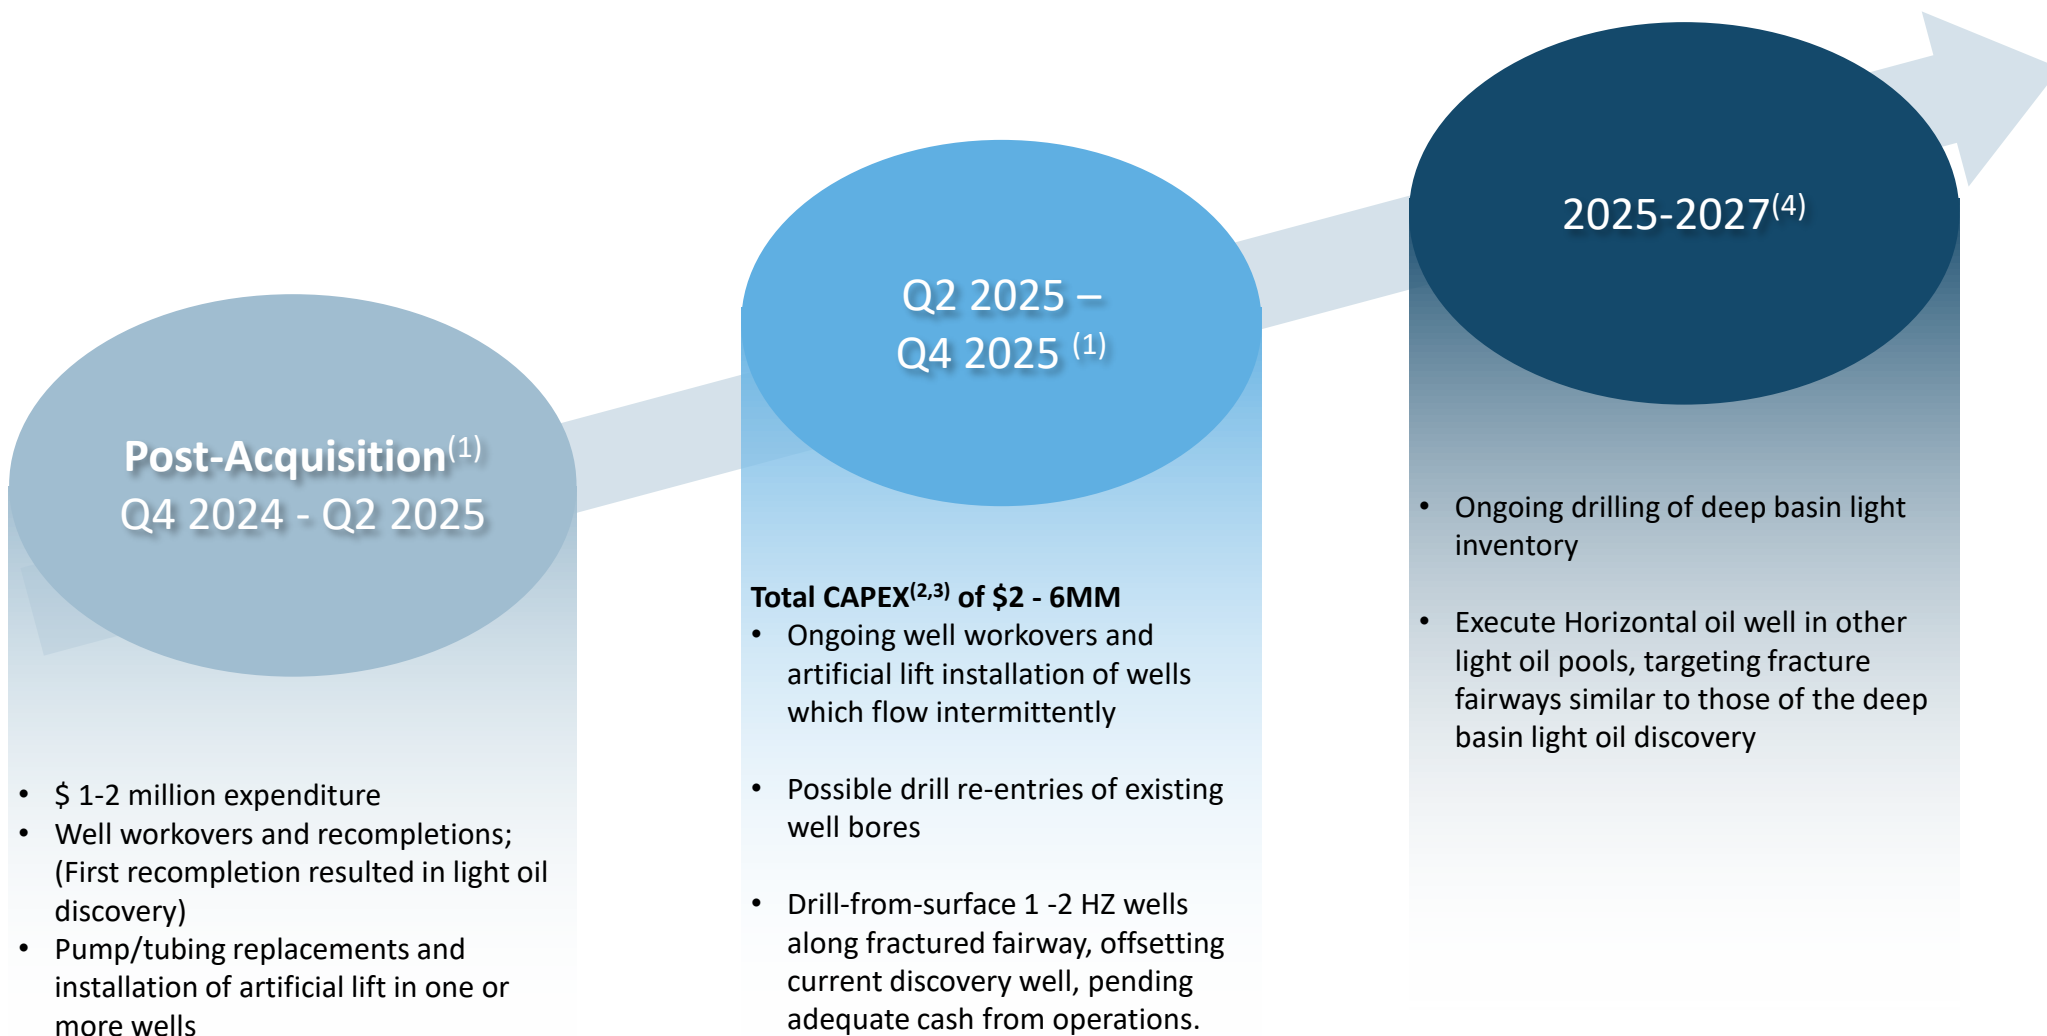 Post-Acquisition(1)
Q4 2024 - Q2 2025
• $ 1-2 million expenditure
• Well workovers and recompletions;
(First recompletion resulted in light oil
discovery)
• Pump/tubing replacements and
installation of artificial lift in one or
more wells
Q2 2025 –
Q4 2025 (1)
Total CAPEX(2,3) of $2 - 6MM
• Ongoing well workovers and
artificial lift installation of wells
which flow intermittently
• Possible drill re-entries of existing
well bores
• Drill-from-surface 1 -2 HZ wells
along fractured fairway, offsetting
current discovery well, pending
adequate cash from operations.
2025-2027(4)
• Ongoing drilling of deep basin light
inventory
• Execute Horizontal oil well in other
light oil pools, targeting fracture
fairways similar to those of the deep
basin light oil discovery